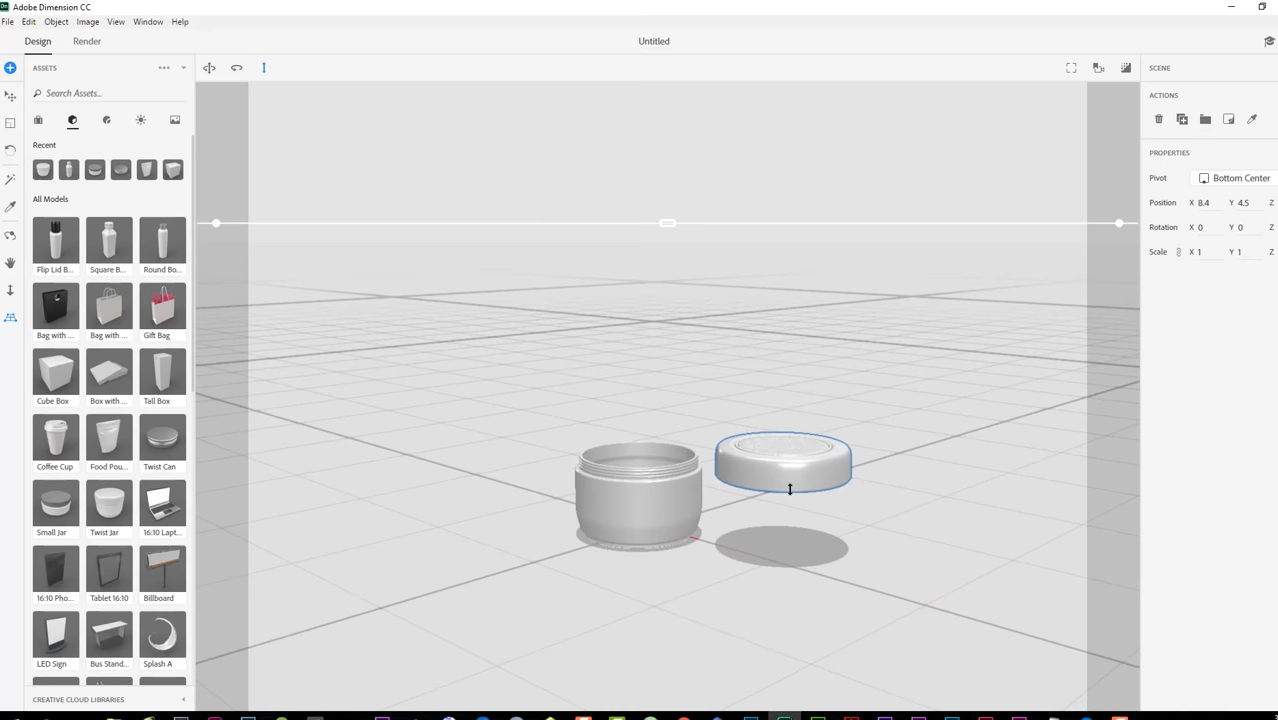 Dn Adobe Dimension CC
File Edit Object Image View Window Help
Design Render Untitled
ASSETS
Search Assets...
Recent
All Models
Flip Lid B... Square B... Round Bo...
Bag with ... Bag with ... Gift Bag
Cube Box Box with ... Tall Box
Coffee Cup Food Pou... Twist Can
Small Jar Twist Jar 16:10 Lapt...
16:10 Pho... Tablet 16:10 Billboard
LED Sign Bus Stand... Splash A
CREATIVE CLOUD LIBRARIES
SCENE
ACTIONS
PROPERTIES
Pivot Bottom Center
Position X 8.4 Y 4.5 Z
Rotation X 0 Y 0 Z
Scale X 1 Y 1 Z